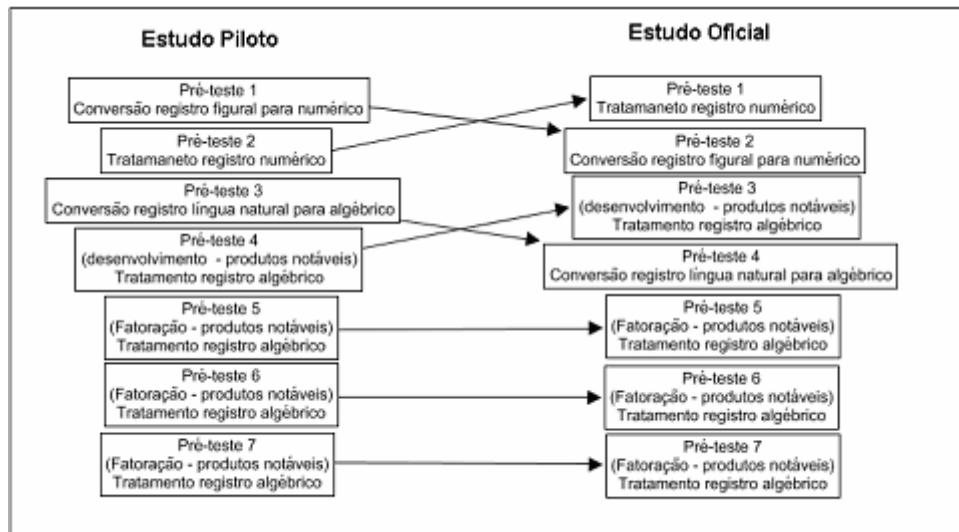 Estudo Piloto
Pré-teste 1
Conversão registro figural para numérico
Pré-teste 2
Tratamaneto registro numérico
Pré-teste 3
Conversão registro língua natural para algébrico
Pré-teste 4
(desenvolvimento - produtos notáveis)
Tratamento registro algébrico
Pré-teste 5
(Fatoração - produtos notáveis)
Tratamento registro algébrico
Pré-teste 6
(Fatoração - produtos notáveis)
Tratamento registro algébrico
Pré-teste 7
(Fatoração - produtos notáveis)
Tratamento registro algébrico
Estudo Oficial
Pré-teste 1
Tratamaneto registro numérico
Pré-teste 2
Conversão registro figural para numérico
Pré-teste 3
(desenvolvimento - produtos notáveis)
Tratamento registro algébrico
Pré-teste 4
Conversão registro língua natural para algébrico
Pré-teste 5
(Fatoração - produtos notáveis)
Tratamento registro algébrico
Pré-teste 6
(Fatoração - produtos notáveis)
Tratamento registro algébrico
Pré-teste 7
(Fatoração - produtos notáveis)
Tratamento registro algébrico